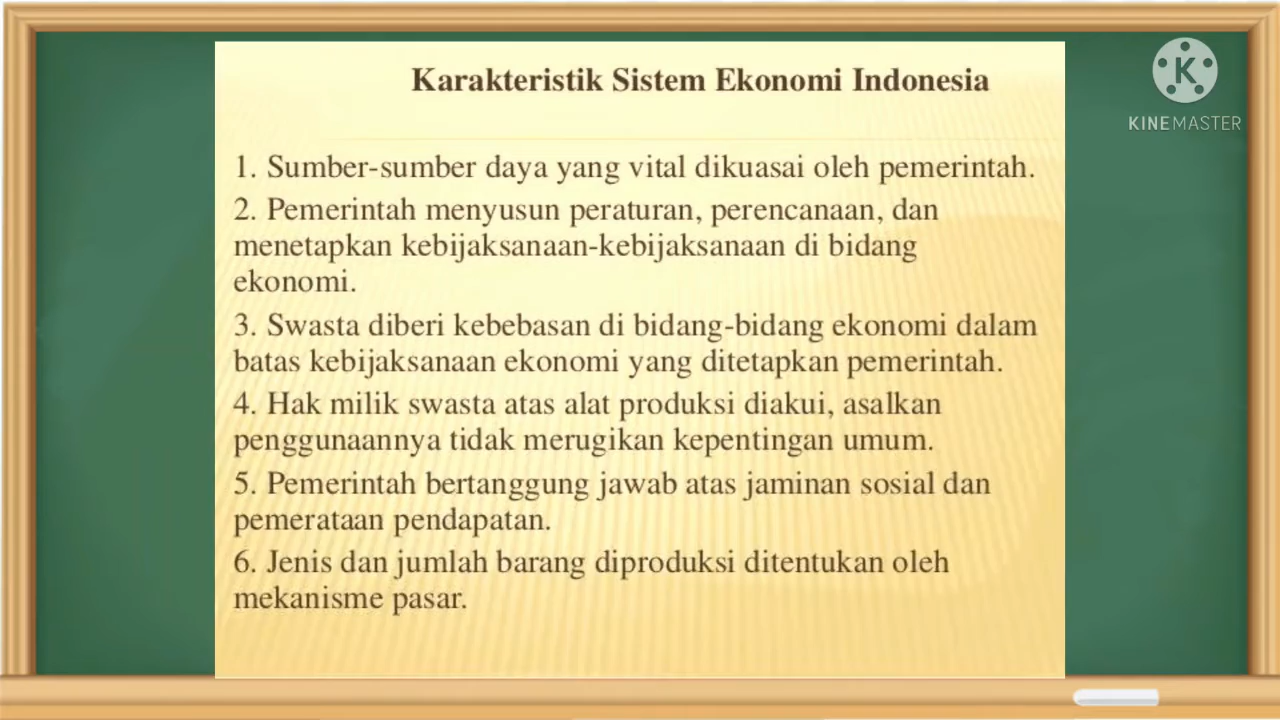 Karakteristik Sistem Ekonomi Indonesia
K
KINEMASTER
1. Sumber-sumber daya yang vital dikuasai oleh pemerintah.
2. Pemerintah menyusun peraturan, perencanaan, dan
menetapkan kebijaksanaan-kebijaksanaan di bidang
ekonomi.
3. Swasta diberi kebebasan di bidang-bidang ekonomi dalam
batas kebijaksanaan ekonomi yang ditetapkan pemerintah.
4. Hak milik swasta atas alat produksi diakui, asalkan
penggunaannya tidak merugikan kepentingan umum.
5. Pemerintah bertanggung jawab atas jaminan sosial dan
pemerataan pendapatan.
6. Jenis dan jumlah barang diproduksi ditentukan oleh
mekanisme pasar.